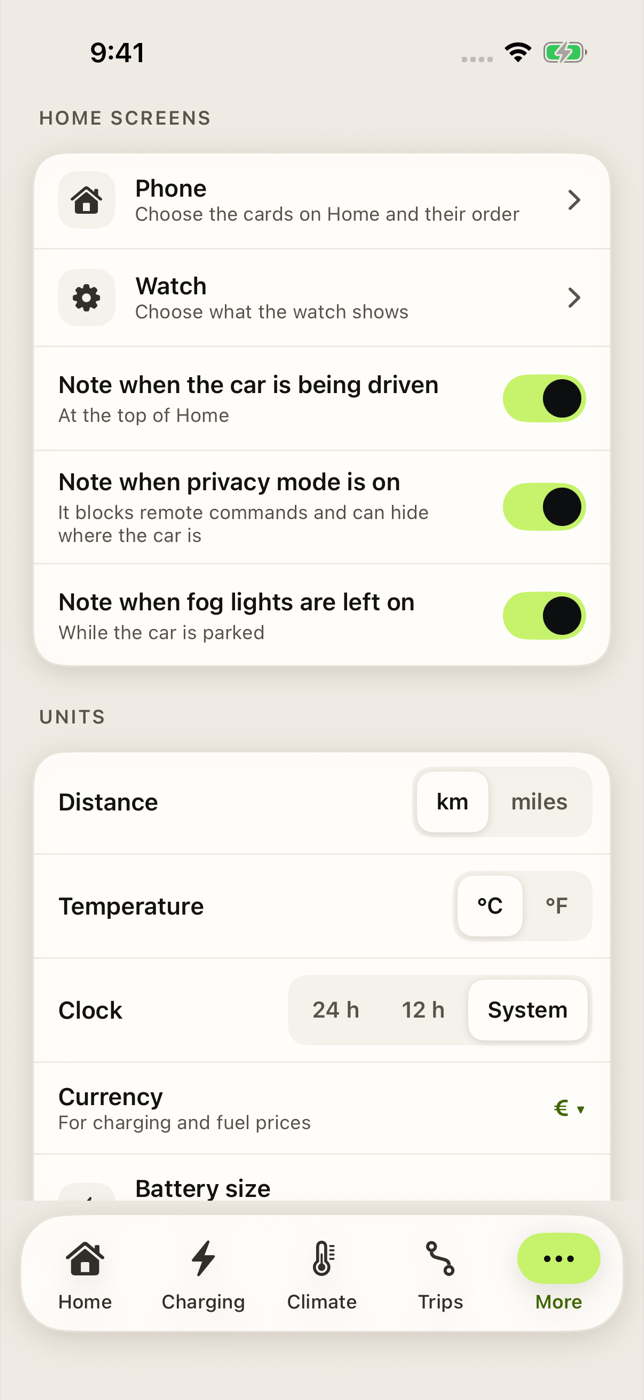 9:41
HOME SCREENS
Phone
Choose the cards on Home and their order
Watch
Choose what the watch shows
Note when the car is being driven
At the top of Home
Note when privacy mode is on
It blocks remote commands and can hide
where the car is
Note when fog lights are left on
While the car is parked
UNITS
Distance
km miles
Temperature
°C °F
Clock
24 h 12 h System
Currency
For charging and fuel prices
€ ▾
Battery size
Home Charging Climate Trips More